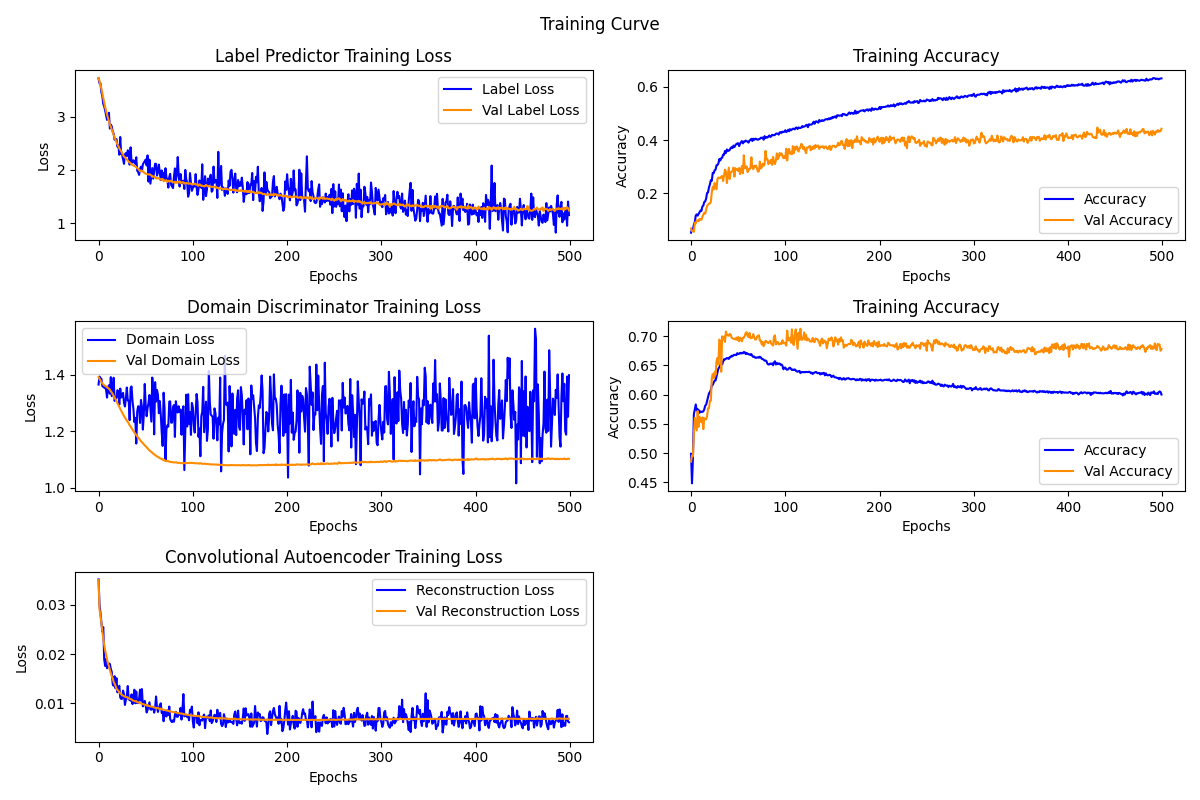 Training Curve
Label Predictor Training Loss
Loss
3
2
1
Label Loss
Val Label Loss
0 100 200 300 400 500
Epochs
Training Accuracy
Accuracy
0.6
0.4
0.2
Accuracy
Val Accuracy
0 100 200 300 400 500
Epochs
Domain Discriminator Training Loss
Loss
1.4
1.2
1.0
Domain Loss
Val Domain Loss
0 100 200 300 400 500
Epochs
Training Accuracy
Accuracy
0.70
0.65
0.60
0.55
0.50
0.45
Accuracy
Val Accuracy
0 100 200 300 400 500
Epochs
Convolutional Autoencoder Training Loss
Loss
0.03
0.02
0.01
Reconstruction Loss
Val Reconstruction Loss
0 100 200 300 400 500
Epochs